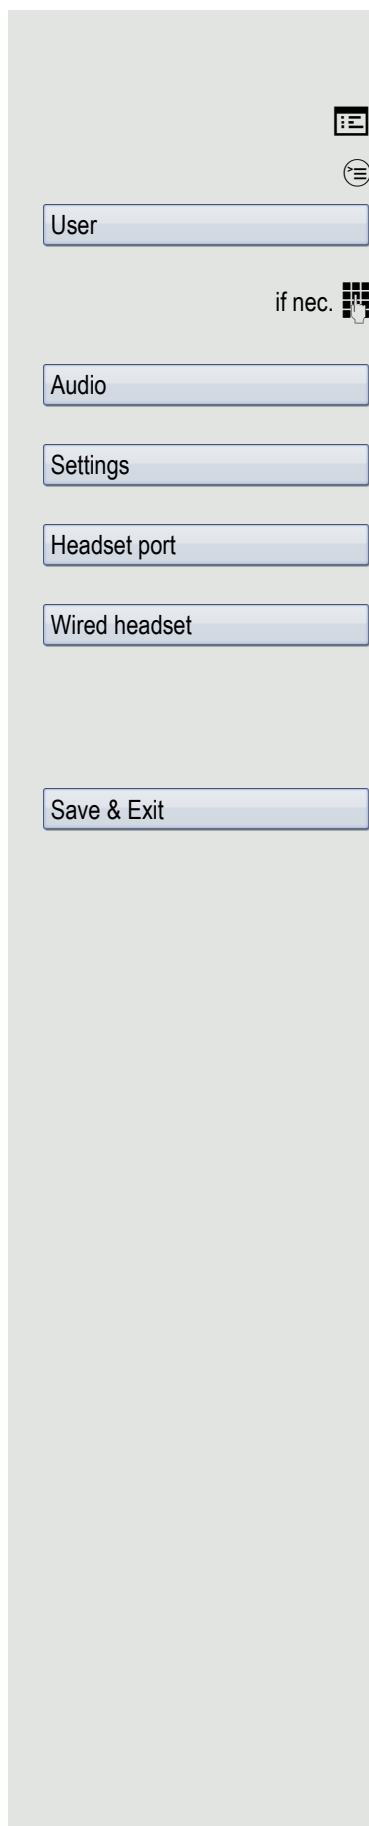 User
if nec.
Audio
Settings
Headset port
Wired headset
Save & Exit